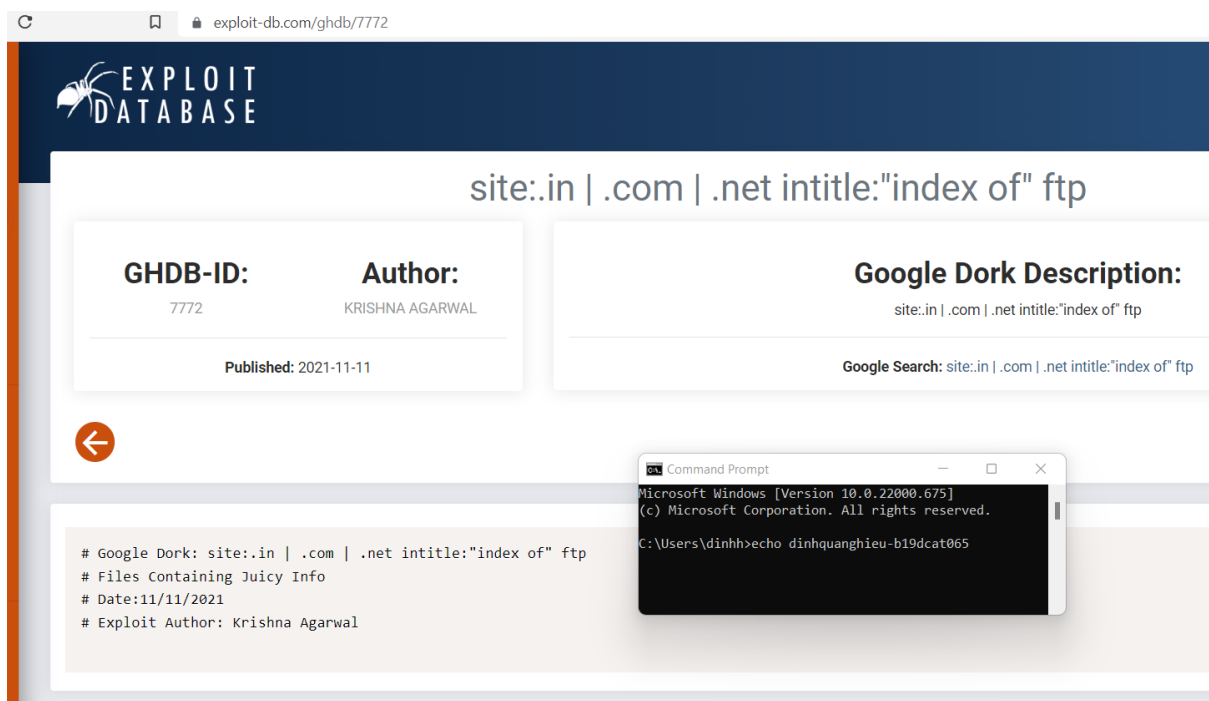 exploit-db.com/ghdb/7772
EXPLOIT
DATABASE
site:.in | .com | .net intitle:"index of" ftp
GHDB-ID:
7772
Author:
KRISHNA AGARWAL
Published: 2021-11-11
Google Dork Description:
site:.in | .com | .net intitle:"index of" ftp
Google Search: site:.in | .com | .net intitle:"index of" ftp
Command Prompt
Microsoft Windows [Version 10.0.22000.675]
(c) Microsoft Corporation. All rights reserved.
C:\Users\dinhh>echo dinhquanghieu-b19dcat065
# Google Dork: site:.in | .com | .net intitle:"index of" ftp
# Files Containing Juicy Info
# Date:11/11/2021
# Exploit Author: Krishna Agarwal